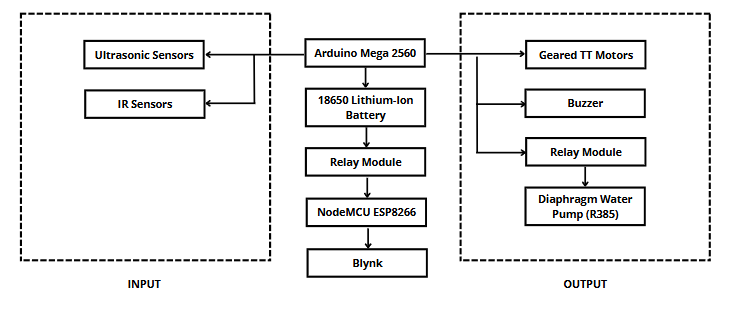 Ultrasonic Sensors
IR Sensors
INPUT
Arduino Mega 2560
18650 Lithium-Ion
Battery
Relay Module
NodeMCU ESP8266
Blynk
Geared TT Motors
Buzzer
Relay Module
Diaphragm Water
Pump (R385)
OUTPUT